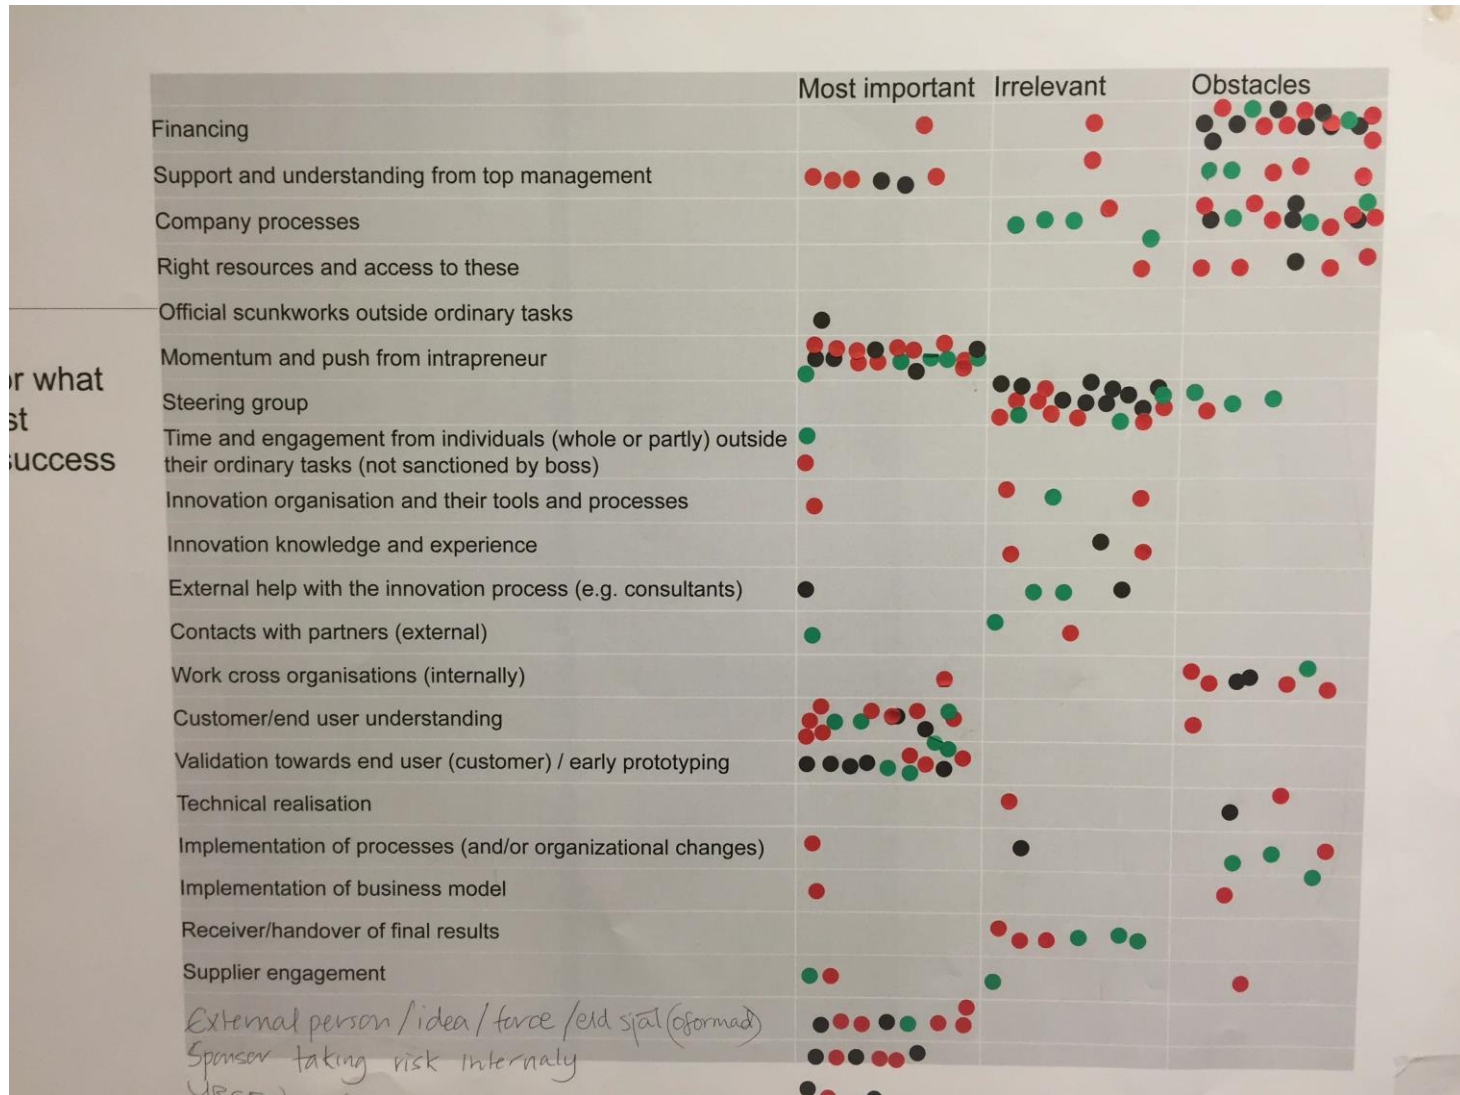 Most important Irrelevant Obstacles
Financing
Support and understanding from top management
Company processes
Right resources and access to these
Official scunkworks outside ordinary tasks
Momentum and push from intrapreneur
r what
st
success
Steering group
Time and engagement from individuals (whole or partly) outside
their ordinary tasks (not sanctioned by boss)
Innovation organisation and their tools and processes
Innovation knowledge and experience
External help with the innovation process (e.g. consultants)
Contacts with partners (external)
Work cross organisations (internally)
Customer/end user understanding
Validation towards end user (customer) / early prototyping
Technical realisation
Implementation of processes (and/or organizational changes)
Implementation of business model
Receiver/handover of final results
Supplier engagement
External person/idea/force/eld själ (oformad)
Sponsor taking risk internaly